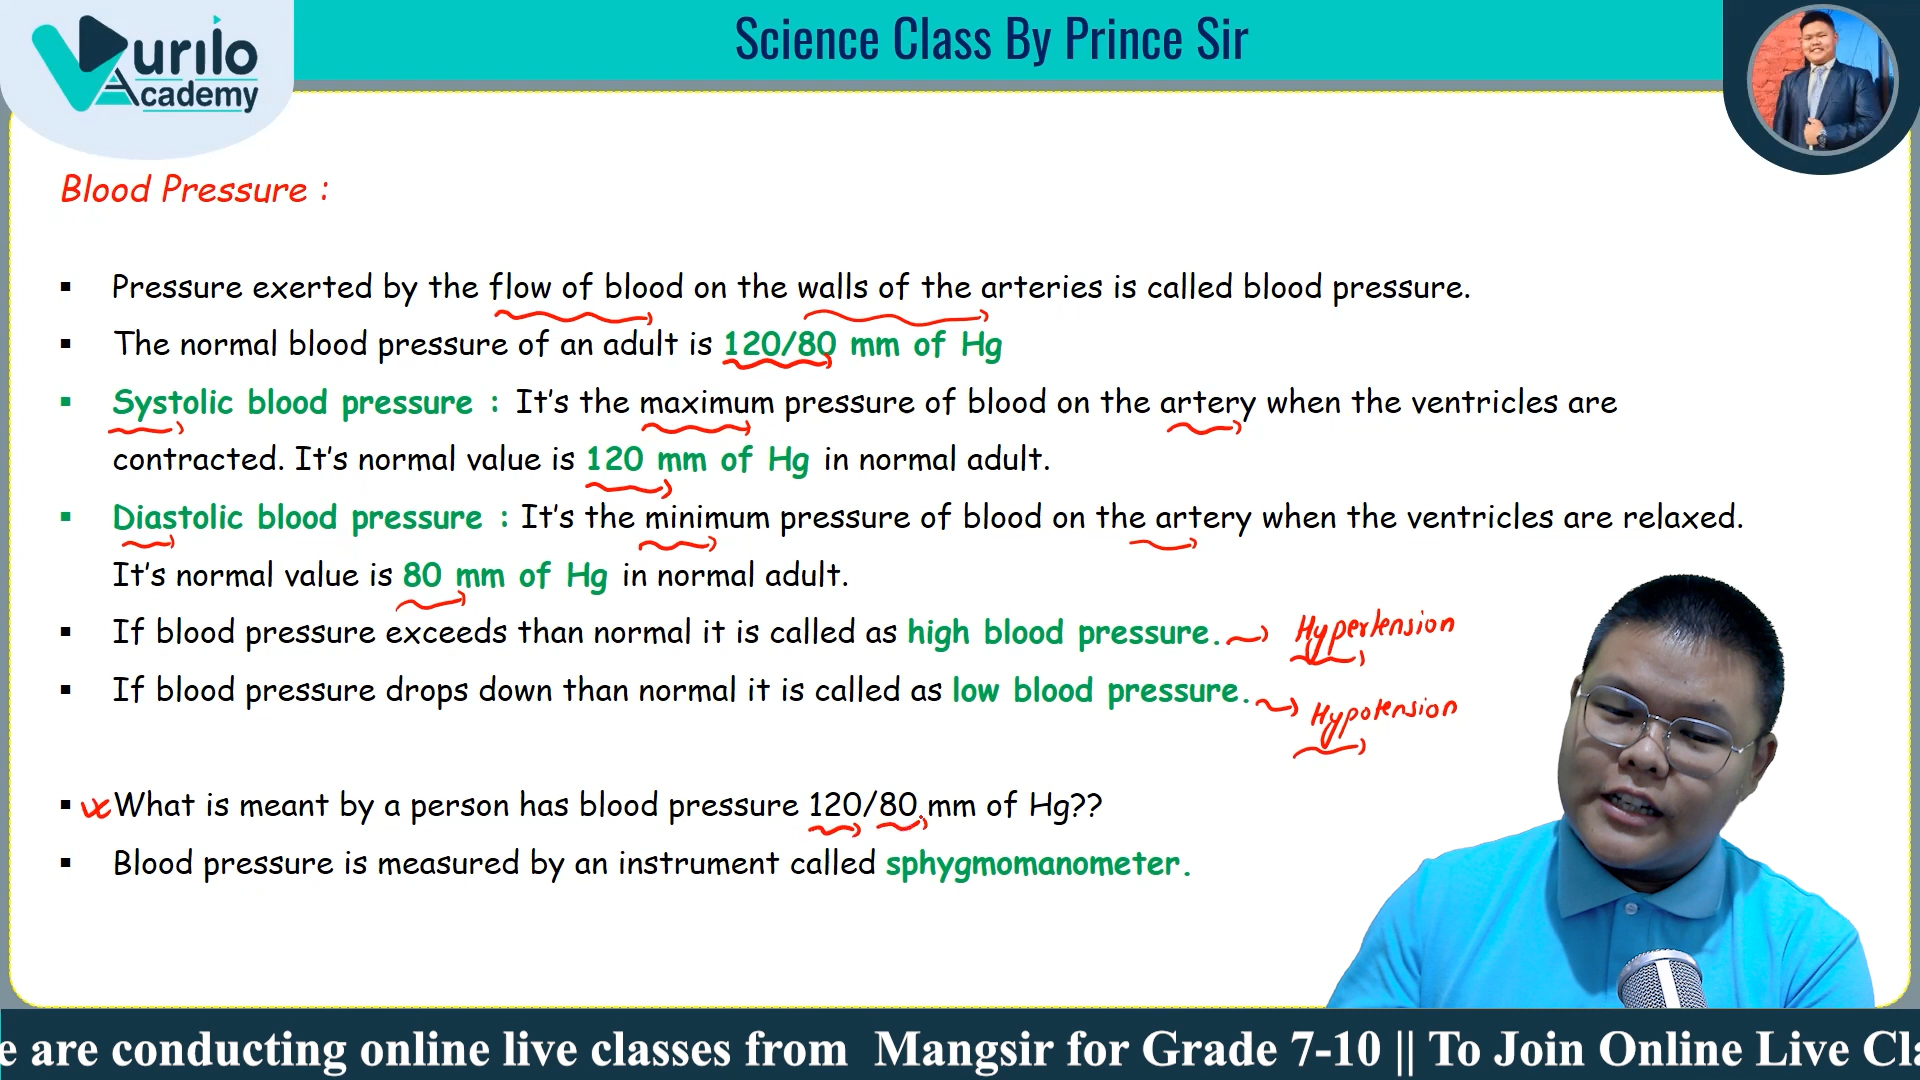 Vurilo
Academy
Science Class By Prince Sir
Blood Pressure :
▪ Pressure exerted by the flow of blood on the walls of the arteries is called blood pressure.
▪ The normal blood pressure of an adult is 120/80 mm of Hg
▪ Systolic blood pressure : It's the maximum pressure of blood on the artery when the ventricles are
contracted. It's normal value is 120 mm of Hg in normal adult.
▪ Diastolic blood pressure : It's the minimum pressure of blood on the artery when the ventricles are relaxed.
It's normal value is 80 mm of Hg in normal adult.
▪ If blood pressure exceeds than normal it is called as high blood pressure. Hypertension
▪ If blood pressure drops down than normal it is called as low blood pressure. Hypotension
▪ What is meant by a person has blood pressure 120/80 mm of Hg??
▪ Blood pressure is measured by an instrument called sphygmomanometer.
e are conducting online live classes from Mangsir for Grade 7-10 || To Join Online Live Cla